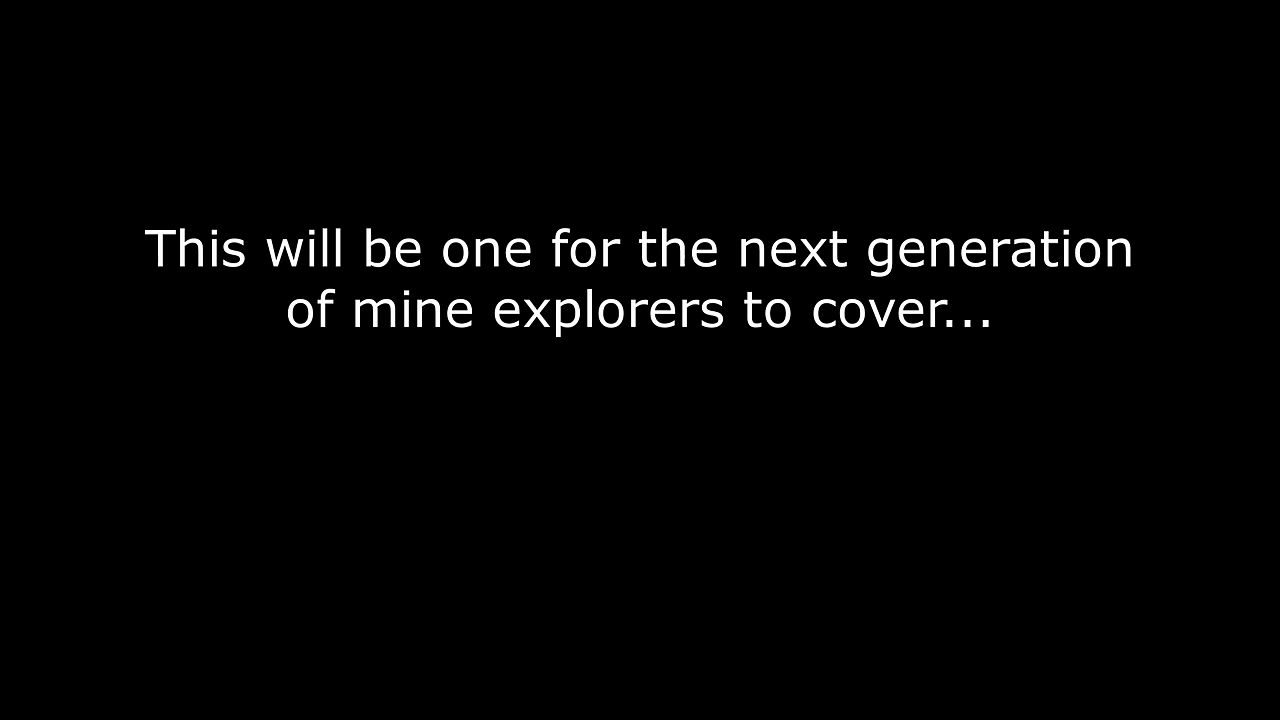 This will be one for the next generation
of mine explorers to cover...